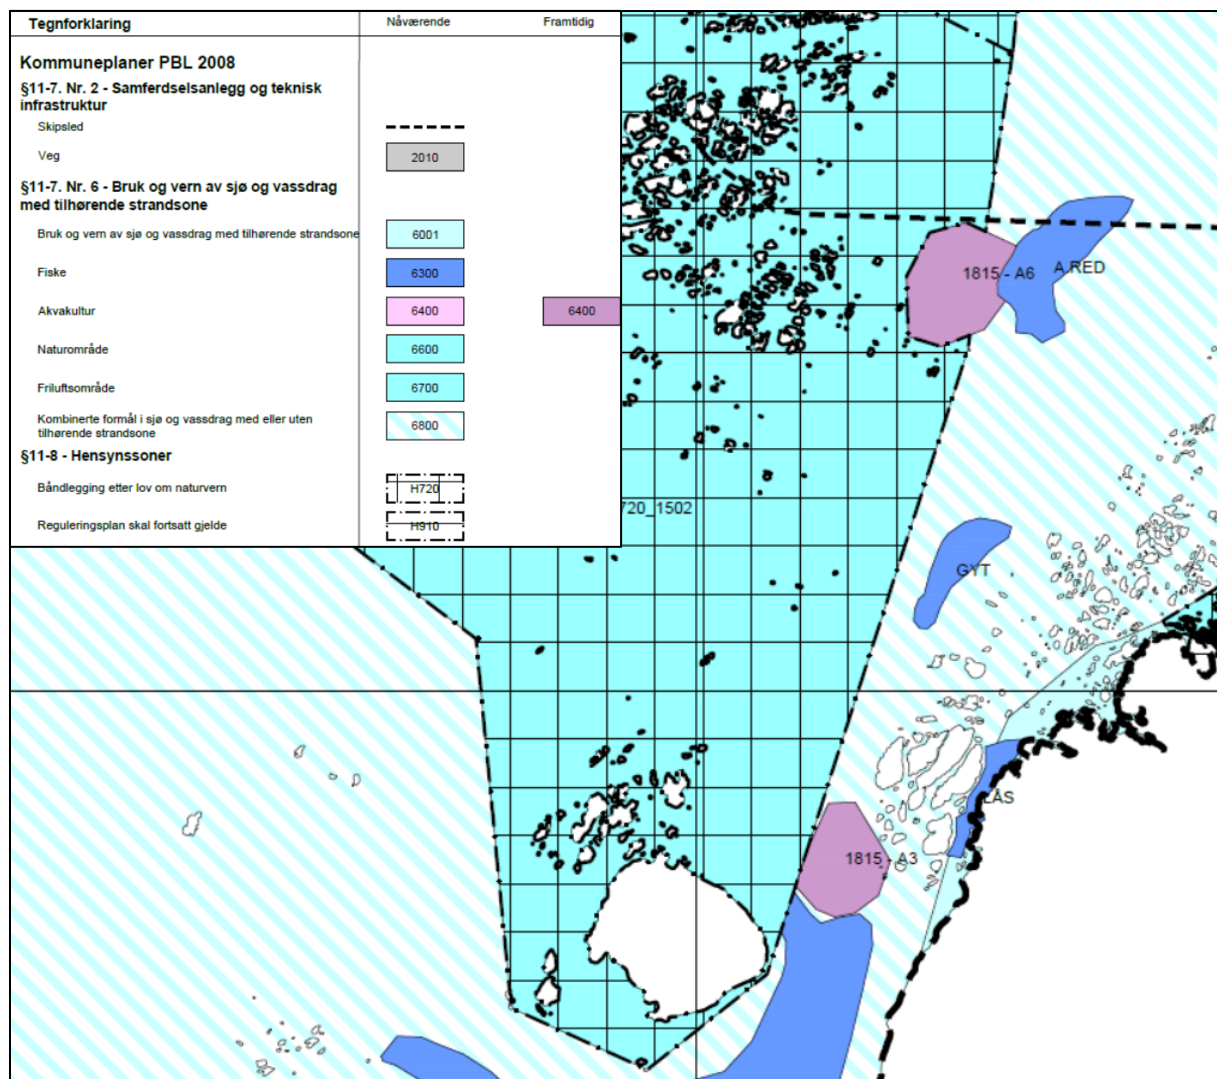 Tegnforklaring Nåværende Framtidig
Kommuneplaner PBL 2008
§11-7. Nr. 2 - Samferdselsanlegg og teknisk
infrastruktur
Skipsled
Veg 2010
§11-7. Nr. 6 - Bruk og vern av sjø og vassdrag
med tilhørende strandsone
Bruk og vern av sjø og vassdrag med tilhørende strandsone 6001
Fiske 6300
Akvakultur 6400 6400
Naturområde 6600
Friluftsområde 6700
Kombinerte formål i sjø og vassdrag med eller uten
tilhørende strandsone 6800
§11-8 - Hensynssoner
Båndlegging etter lov om naturvern H720
Reguleringsplan skal fortsatt gjelde H910
1815 - A6
A RED
720_1502
GYT
LÅS
1815 - A3